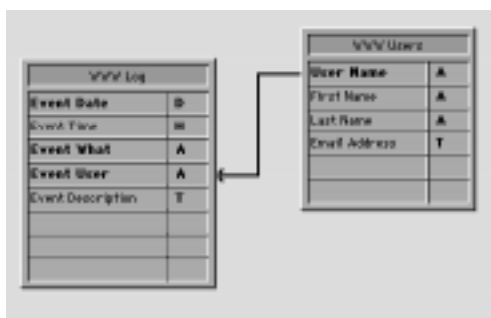 WWW Log
Event Date D
Event Time H
Event What A
Event User A
Event Description T
WWW Users
User Name A
First Name A
Last Name A
Email Address T